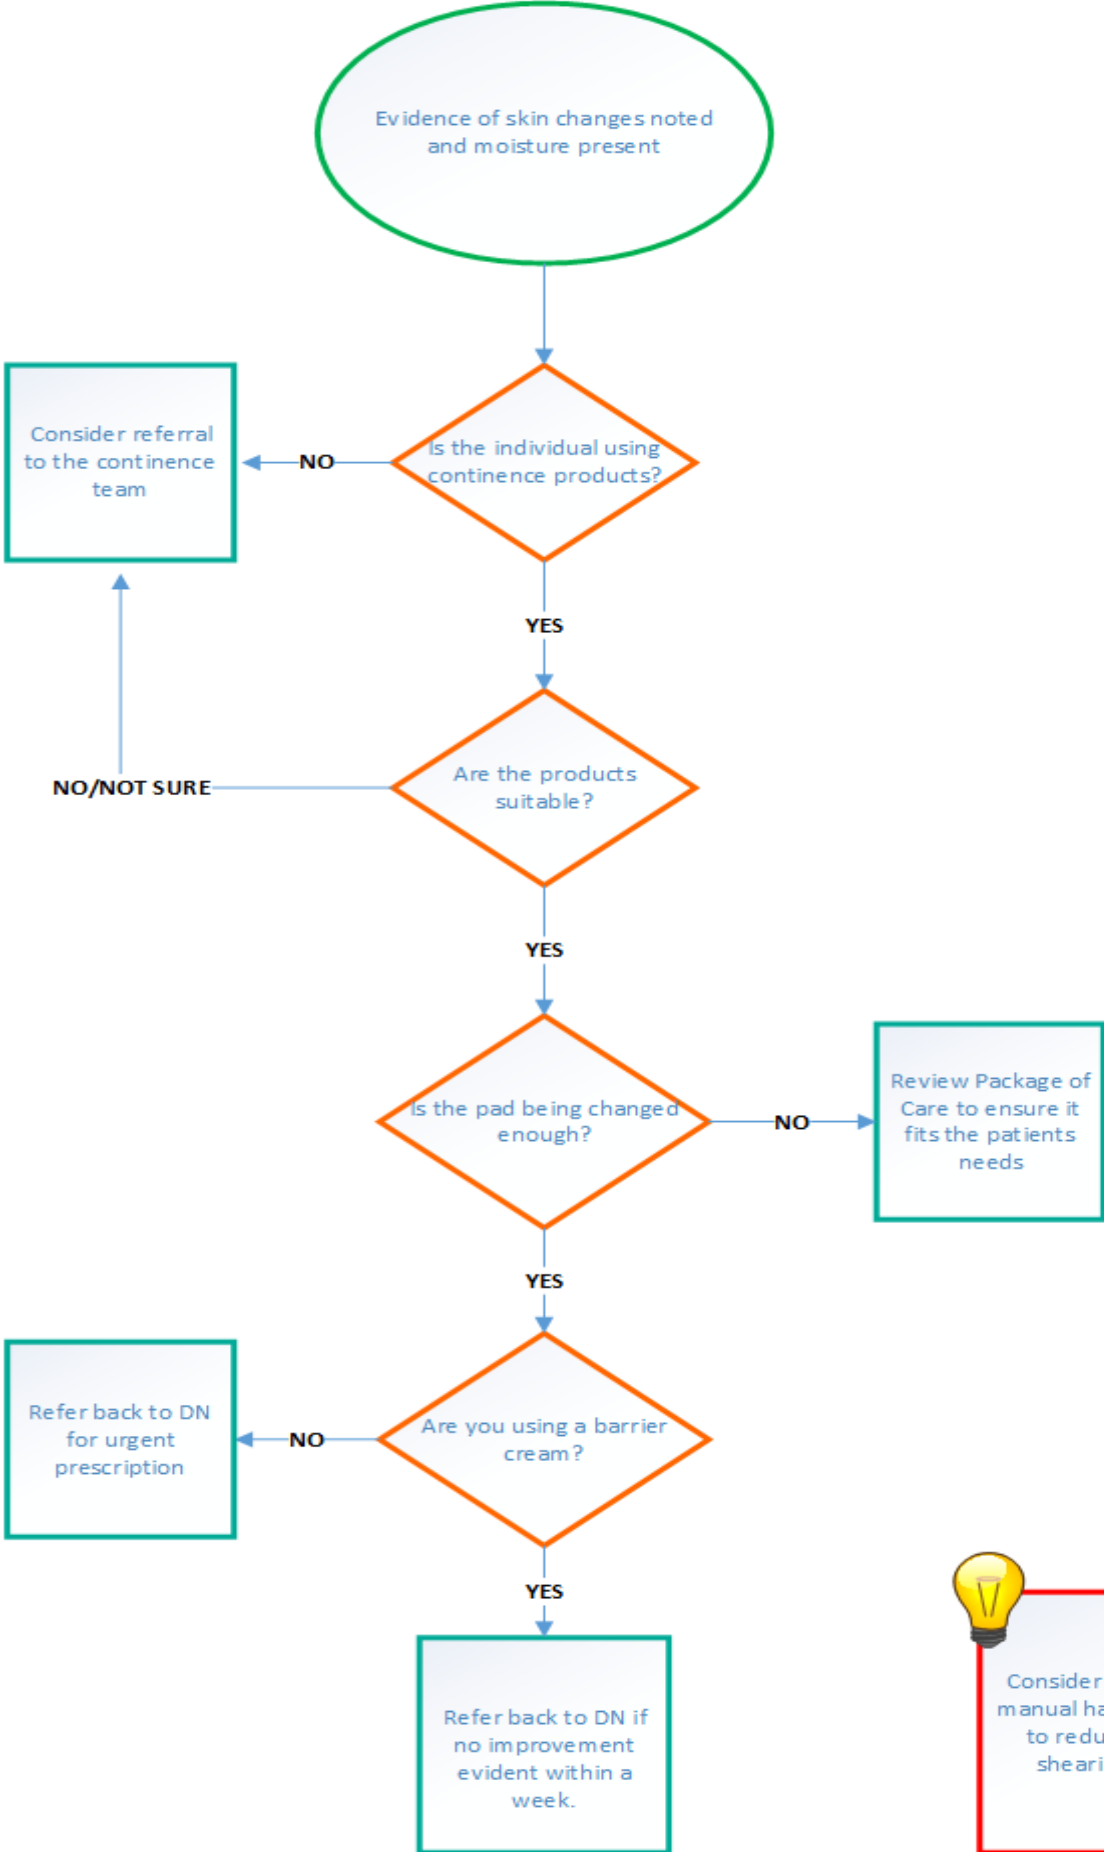 Evidence of skin changes noted
and moisture present
Consider referral
to the continence
team
NO
Is the individual using
continence products?
YES
NO/NOT SURE
Are the products
suitable?
YES
Is the pad being changed
enough?
NO
Review Package of
Care to ensure it
fits the patients
needs
YES
Refer back to DN
for urgent
prescription
NO
Are you using a barrier
cream?
YES
Refer back to DN if
no improvement
evident within a
week.
Consider
manual
to